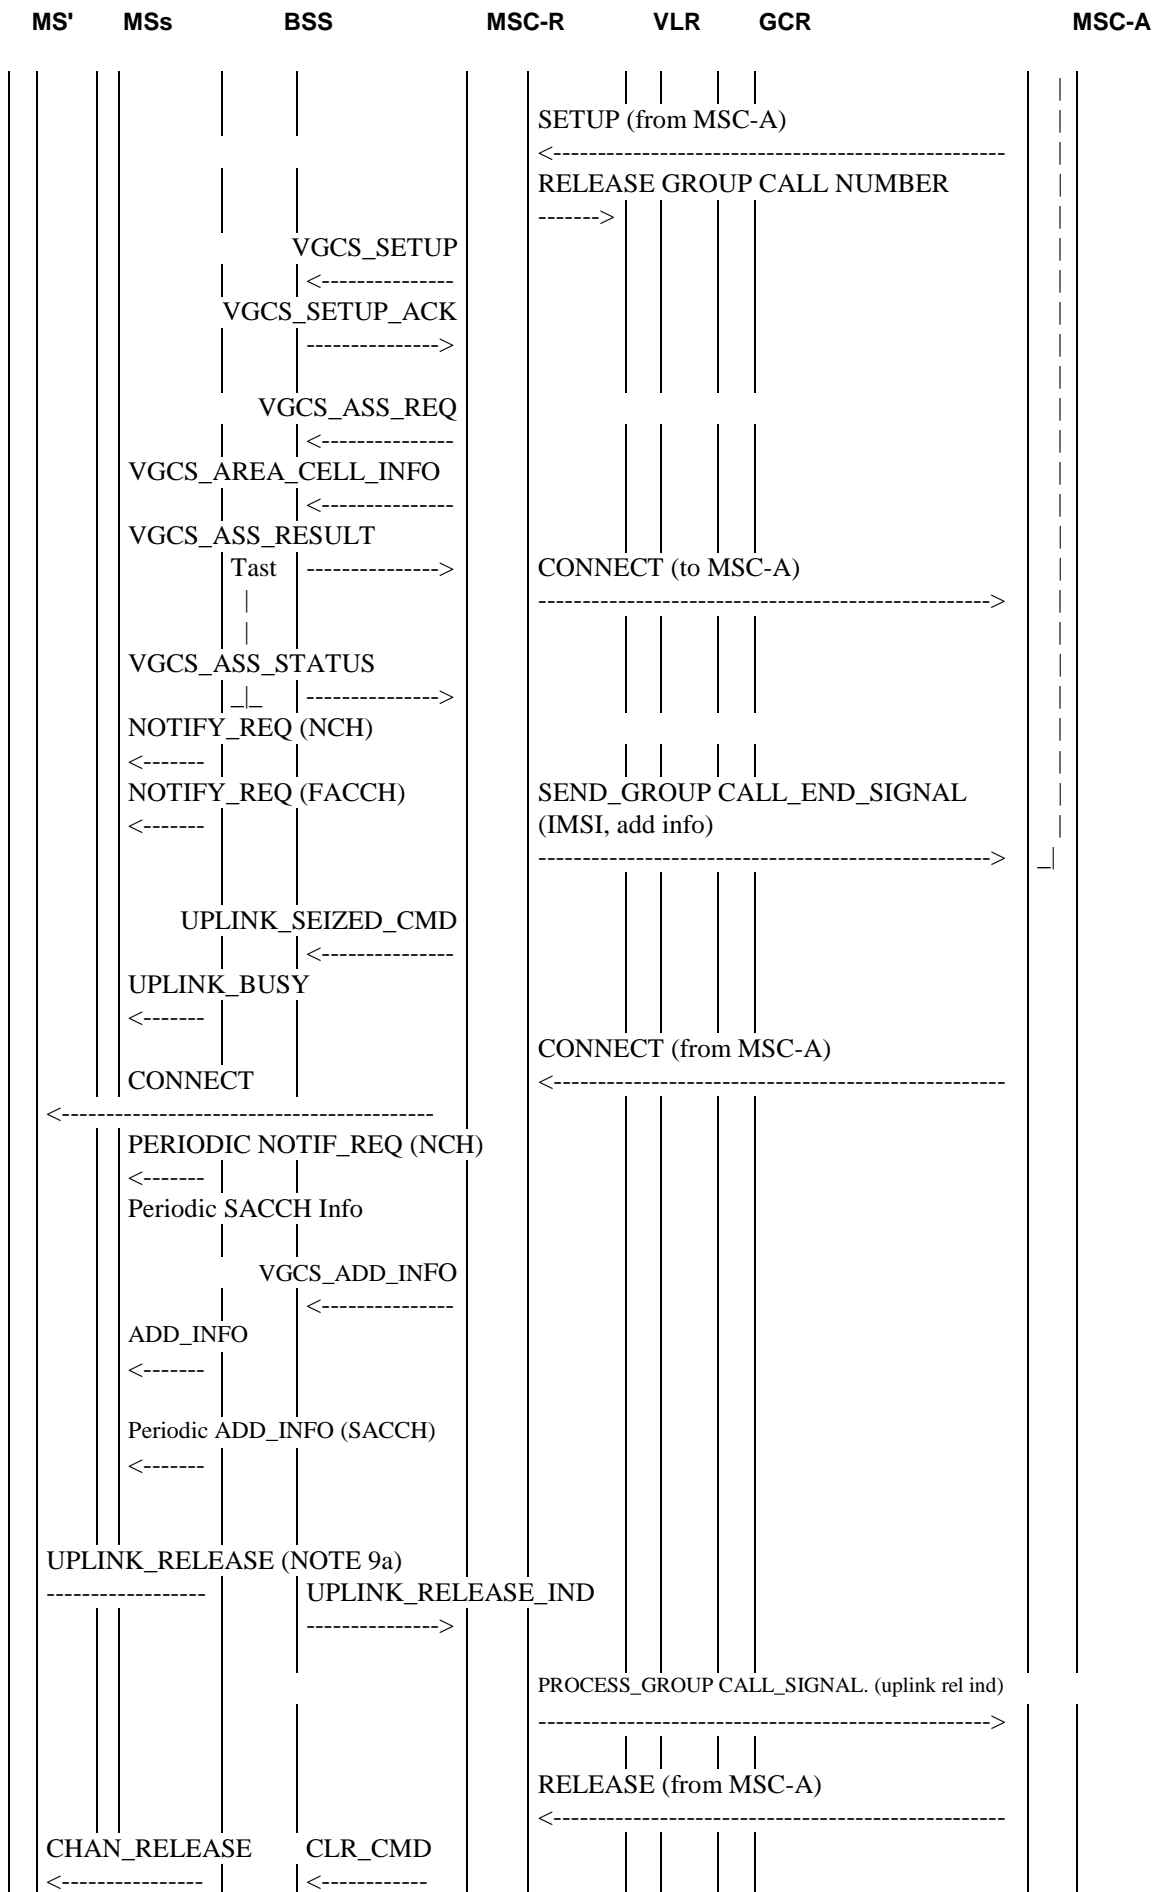 MS' MSs BSS MSC-R VLR GCR MSC-A
SETUP (from MSC-A)
<---------------------------------------------------
RELEASE GROUP CALL NUMBER
------->
VGCS_SETUP
<---------------
VGCS_SETUP_ACK
--------------->
VGCS_ASS_REQ
<---------------
VGCS_AREA_CELL_INFO
<---------------
VGCS_ASS_RESULT
Tast ---------------> CONNECT (to MSC-A)
--------------------------------------------------->
VGCS_ASS_STATUS
_|_ --------------->
NOTIFY_REQ (NCH)
<-------
NOTIFY_REQ (FACCH) SEND_GROUP CALL_END_SIGNAL
<------- (IMSI, add info)
---------------------------------------------------> _|
UPLINK_SEIZED_CMD
<---------------
UPLINK_BUSY
<-------
CONNECT (from MSC-A)
CONNECT <---------------------------------------------------
<------------------------------------------
PERIODIC NOTIF_REQ (NCH)
<-------
Periodic SACCH Info
VGCS_ADD_INFO
<---------------
ADD_INFO
<-------
Periodic ADD_INFO (SACCH)
<-------
UPLINK_RELEASE (NOTE 9a)
------------------ UPLINK_RELEASE_IND
--------------->
PROCESS_GROUP CALL_SIGNAL. (uplink rel ind)
--------------------------------------------------->
RELEASE (from MSC-A)
<---------------------------------------------------
CHAN_RELEASE CLR_CMD
<---------------- <------------